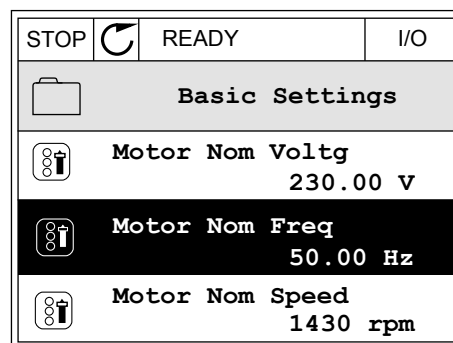 STOP READY I/O
Basic Settings
Motor Nom Voltg
230.00 V
Motor Nom Freq
50.00 Hz
Motor Nom Speed
1430 rpm